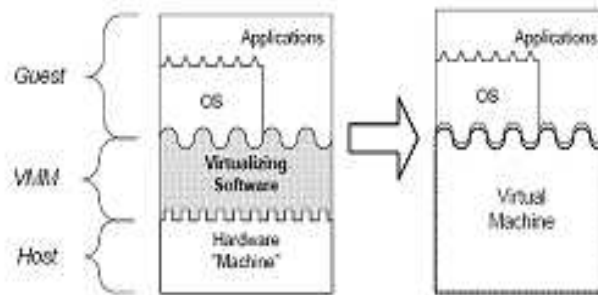 Guest
VMM
Host
Applications
OS
Virtualizing
Software
Hardware
"Machine"
Applications
OS
Virtual
Machine